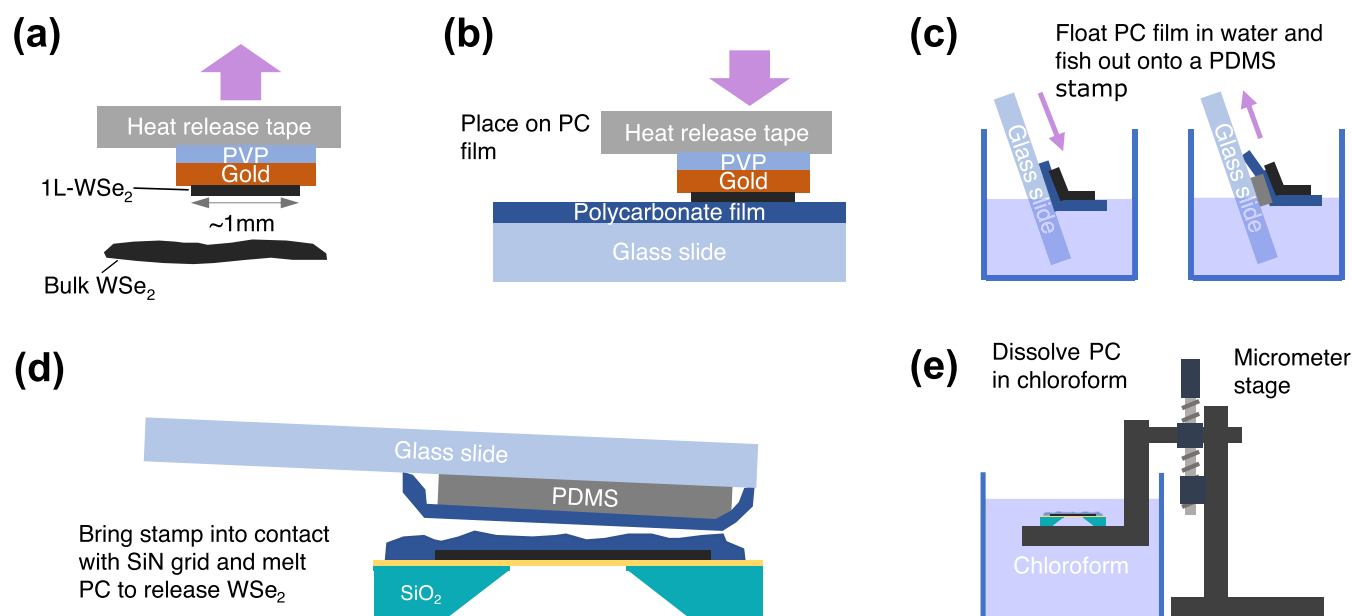 (a)
Heat release tape
PVP
Gold
1L-WSe₂
~1mm
Bulk WSe₂
(b)
Place on PC
film
Heat release tape
PVP
Gold
Polycarbonate film
Glass slide
(c)
Float PC film in water and
fish out onto a PDMS
stamp
Glass slide
Glass slide
(d)
Glass slide
PDMS
Bring stamp into contact
with SiN grid and melt
PC to release WSe₂
SiO₂
(e)
Dissolve PC
in chloroform
Micrometer
stage
Chloroform